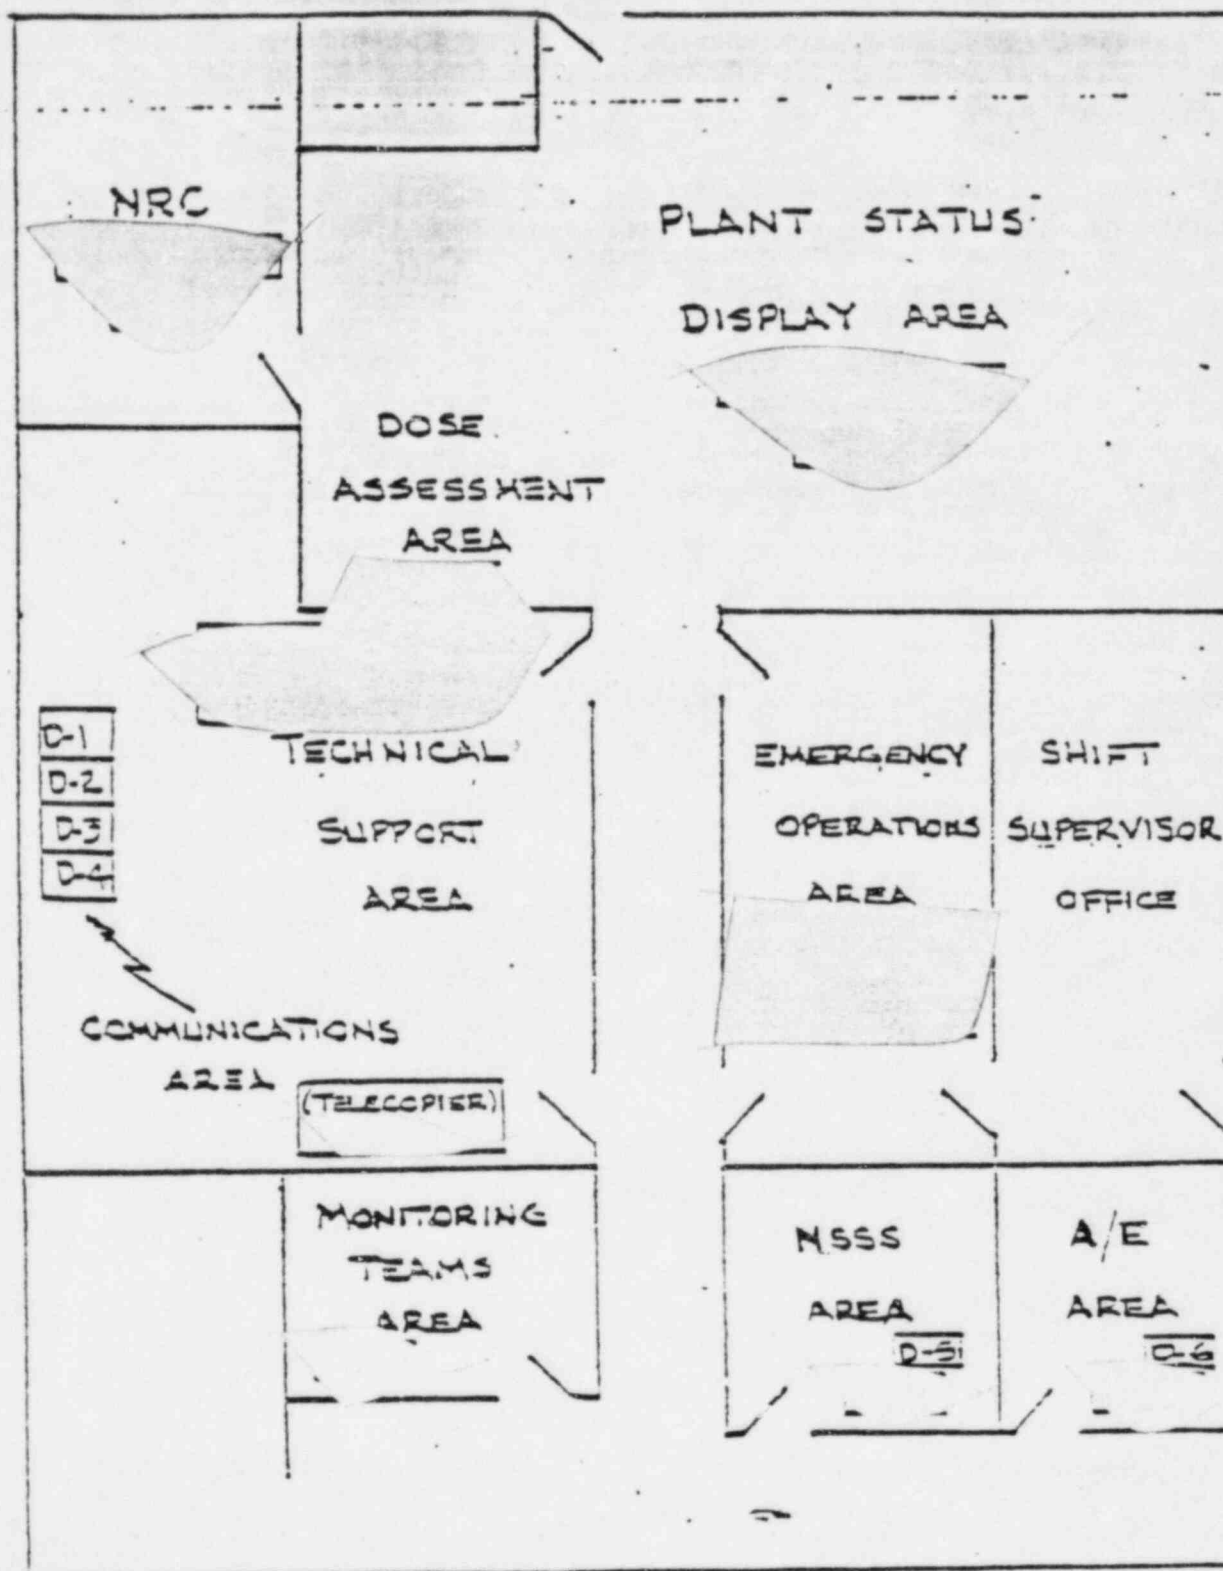 NRC
PLANT STATUS
DISPLAY AREA
DOSE
ASSESSMENT
AREA
D-1
D-2
D-3
D-4
TECHNICAL
SUPPORT
AREA
EMERGENCY
OPERATIONS
AREA
SHIFT
SUPERVISOR
OFFICE
COMMUNICATIONS
AREA
(TELECOPIER)
MONITORING
TEAMS
AREA
NSSS
AREA
D-5
A/E
AREA
D-6